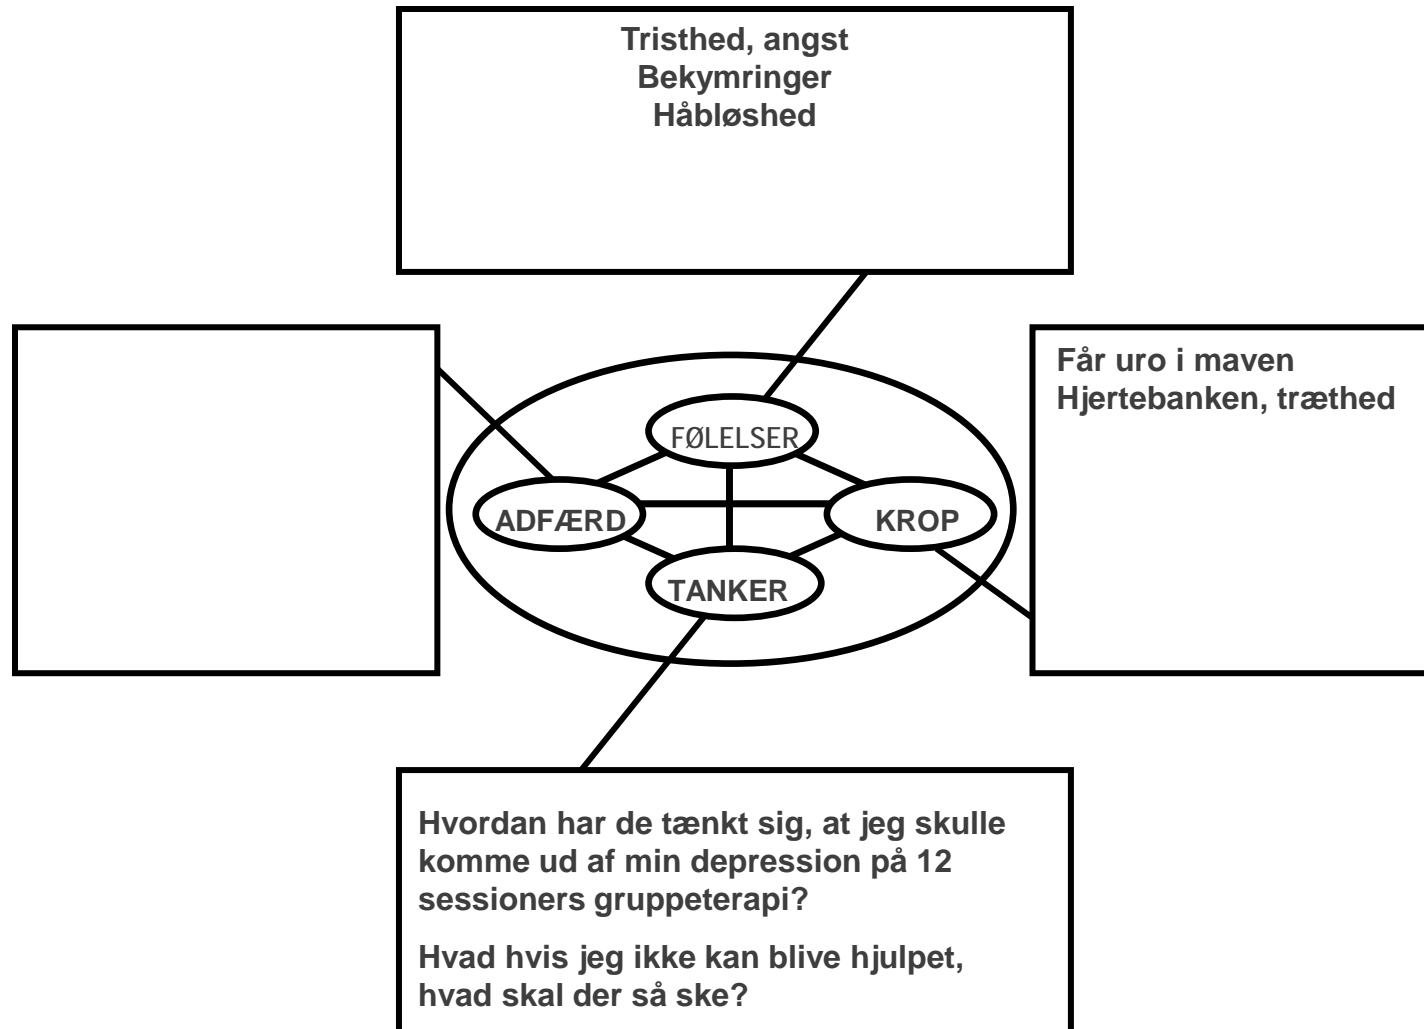 Tristhed, angst
Bekymringer
Håbløshed
Får uro i maven
Hjertebanken, træthed
FØLELSER
ADFÆRD
KROP
TANKER
Hvordan har de tænkt sig, at jeg skulle
komme ud af min depression på 12
sessioners gruppeterapi?
Hvad hvis jeg ikke kan blive hjulpet,
hvad skal der så ske?